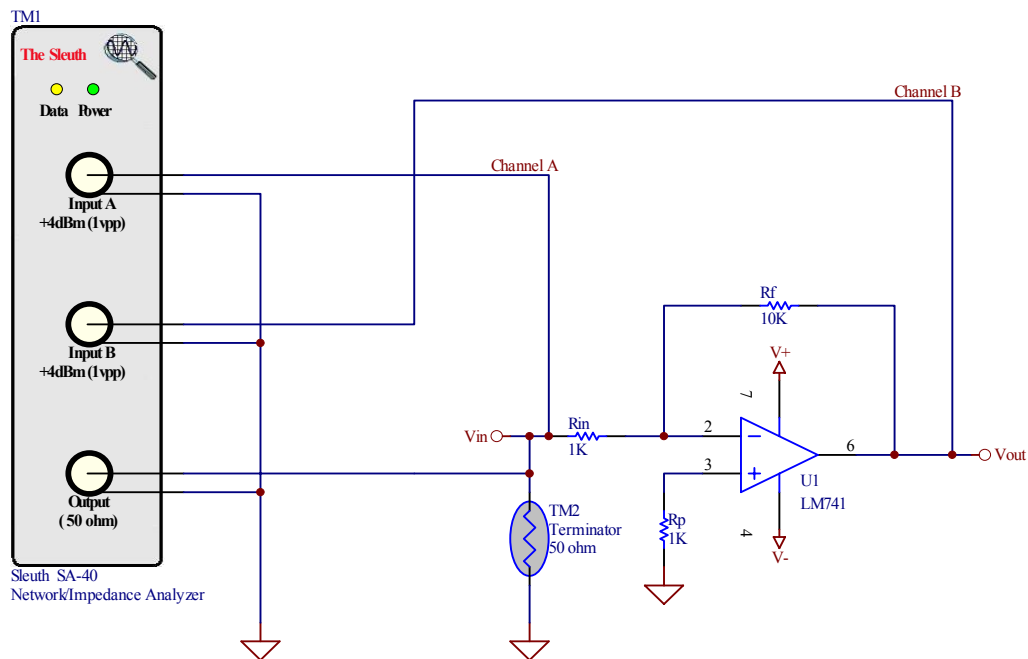 TM1
The Sleuth
Data Power
Input A
+4dBm (1vpp)
Input B
+4dBm (1vpp)
Output
( 50 ohm)
Sleuth SA-40
Network/Impedance Analyzer
Channel A
Channel B
Vin
Rin
1K
Rf
10K
V+
7
2
3
6
Vout
U1
LM741
4
V-
Rp
1K
TM2
Terminator
50 ohm